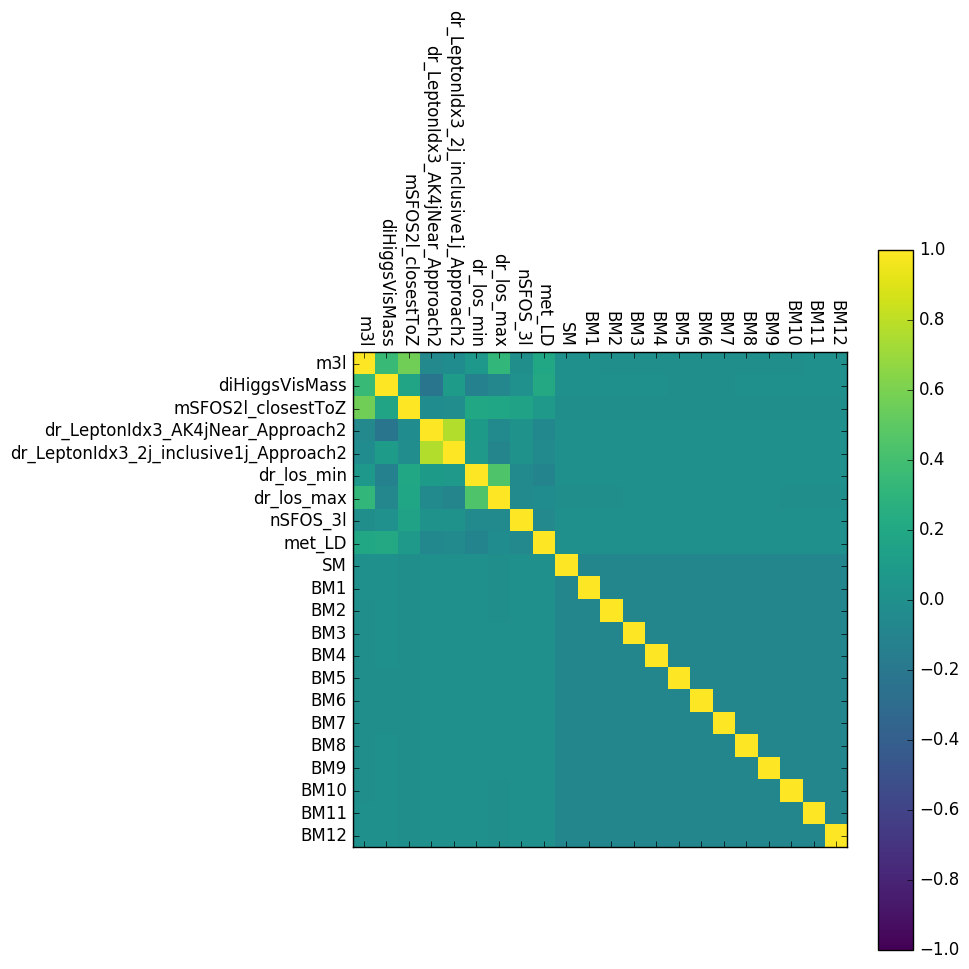 m3l
diHiggsVisMass
mSFOS2l_closestToZ
dr_LeptonIdx3_AK4jNear_Approach2
dr_LeptonIdx3_2j_inclusive1j_Approach2
dr_los_min
dr_los_max
nSFOS_3l
met_LD
SM
BM1
BM2
BM3
BM4
BM5
BM6
BM7
BM8
BM9
BM10
BM11
BM12
m3l
diHiggsVisMass
mSFOS2l_closestToZ
dr_LeptonIdx3_AK4jNear_Approach2
dr_LeptonIdx3_2j_inclusive1j_Approach2
dr_los_min
dr_los_max
nSFOS_3l
met_LD
SM
BM1
BM2
BM3
BM4
BM5
BM6
BM7
BM8
BM9
BM10
BM11
BM12
1.0
0.8
0.6
0.4
0.2
0.0
−0.2
−0.4
−0.6
−0.8
−1.0